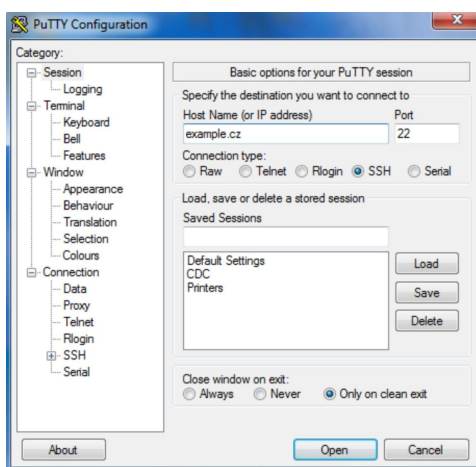 PuTTY Configuration
Category:
Session
Logging
Terminal
Keyboard
Bell
Features
Window
Appearance
Behaviour
Translation
Selection
Colours
Connection
Data
Proxy
Telnet
Rlogin
SSH
Serial
Basic options for your PuTTY session
Specify the destination you want to connect to
Host Name (or IP address) Port
example.cz 22
Connection type:
Raw Telnet Rlogin SSH Serial
Load, save or delete a stored session
Saved Sessions
Default Settings
CDC
Printers
Load
Save
Delete
Close window on exit:
Always Never Only on clean exit
About Open Cancel